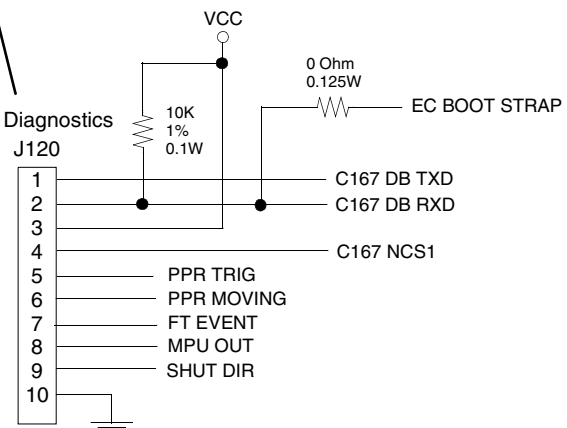 VCC
0 Ohm
0.125W
EC BOOT STRAP
Diagnostics
J120
10K
1%
0.1W
1 C167 DB TXD
2 C167 DB RXD
3
4 C167 NCS1
5 PPR TRIG
6 PPR MOVING
7 FT EVENT
8 MPU OUT
9 SHUT DIR
10